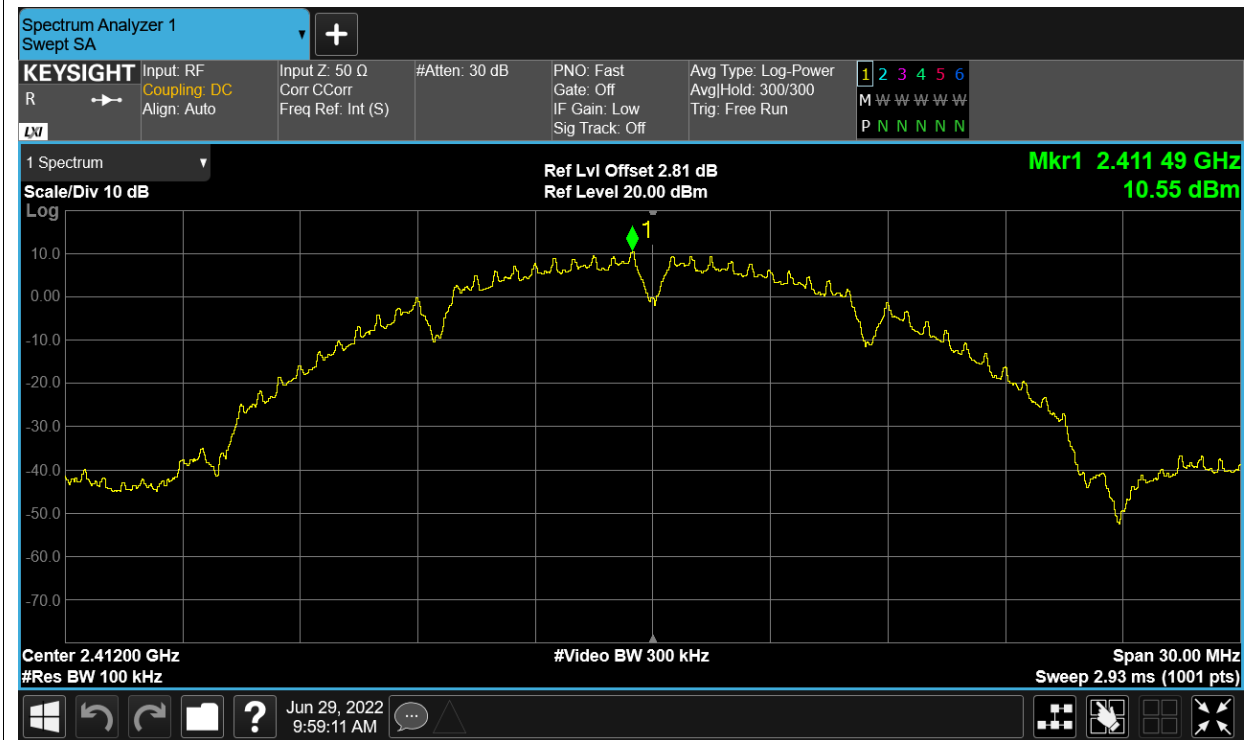 Spectrum Analyzer 1
Swept SA
KEYSIGHT
R
LXI
Input: RF
Coupling: DC
Align: Auto
Input Z: 50 Ω
Corr CCorr
Freq Ref: Int (S)
#Atten: 30 dB
PNO: Fast
Gate: Off
IF Gain: Low
Sig Track: Off
Avg Type: Log-Power
Avg|Hold: 300/300
Trig: Free Run
1 2 3 4 5 6
M W W W W W
P N N N N N
1 Spectrum
Scale/Div 10 dB
Log
Ref Lvl Offset 2.81 dB
Ref Level 20.00 dBm
Mkr1 2.411 49 GHz
10.55 dBm
1
10.0
0.00
-10.0
-20.0
-30.0
-40.0
-50.0
-60.0
-70.0
Center 2.41200 GHz
#Res BW 100 kHz
#Video BW 300 kHz
Span 30.00 MHz
Sweep 2.93 ms (1001 pts)
?
Jun 29, 2022
9:59:11 AM